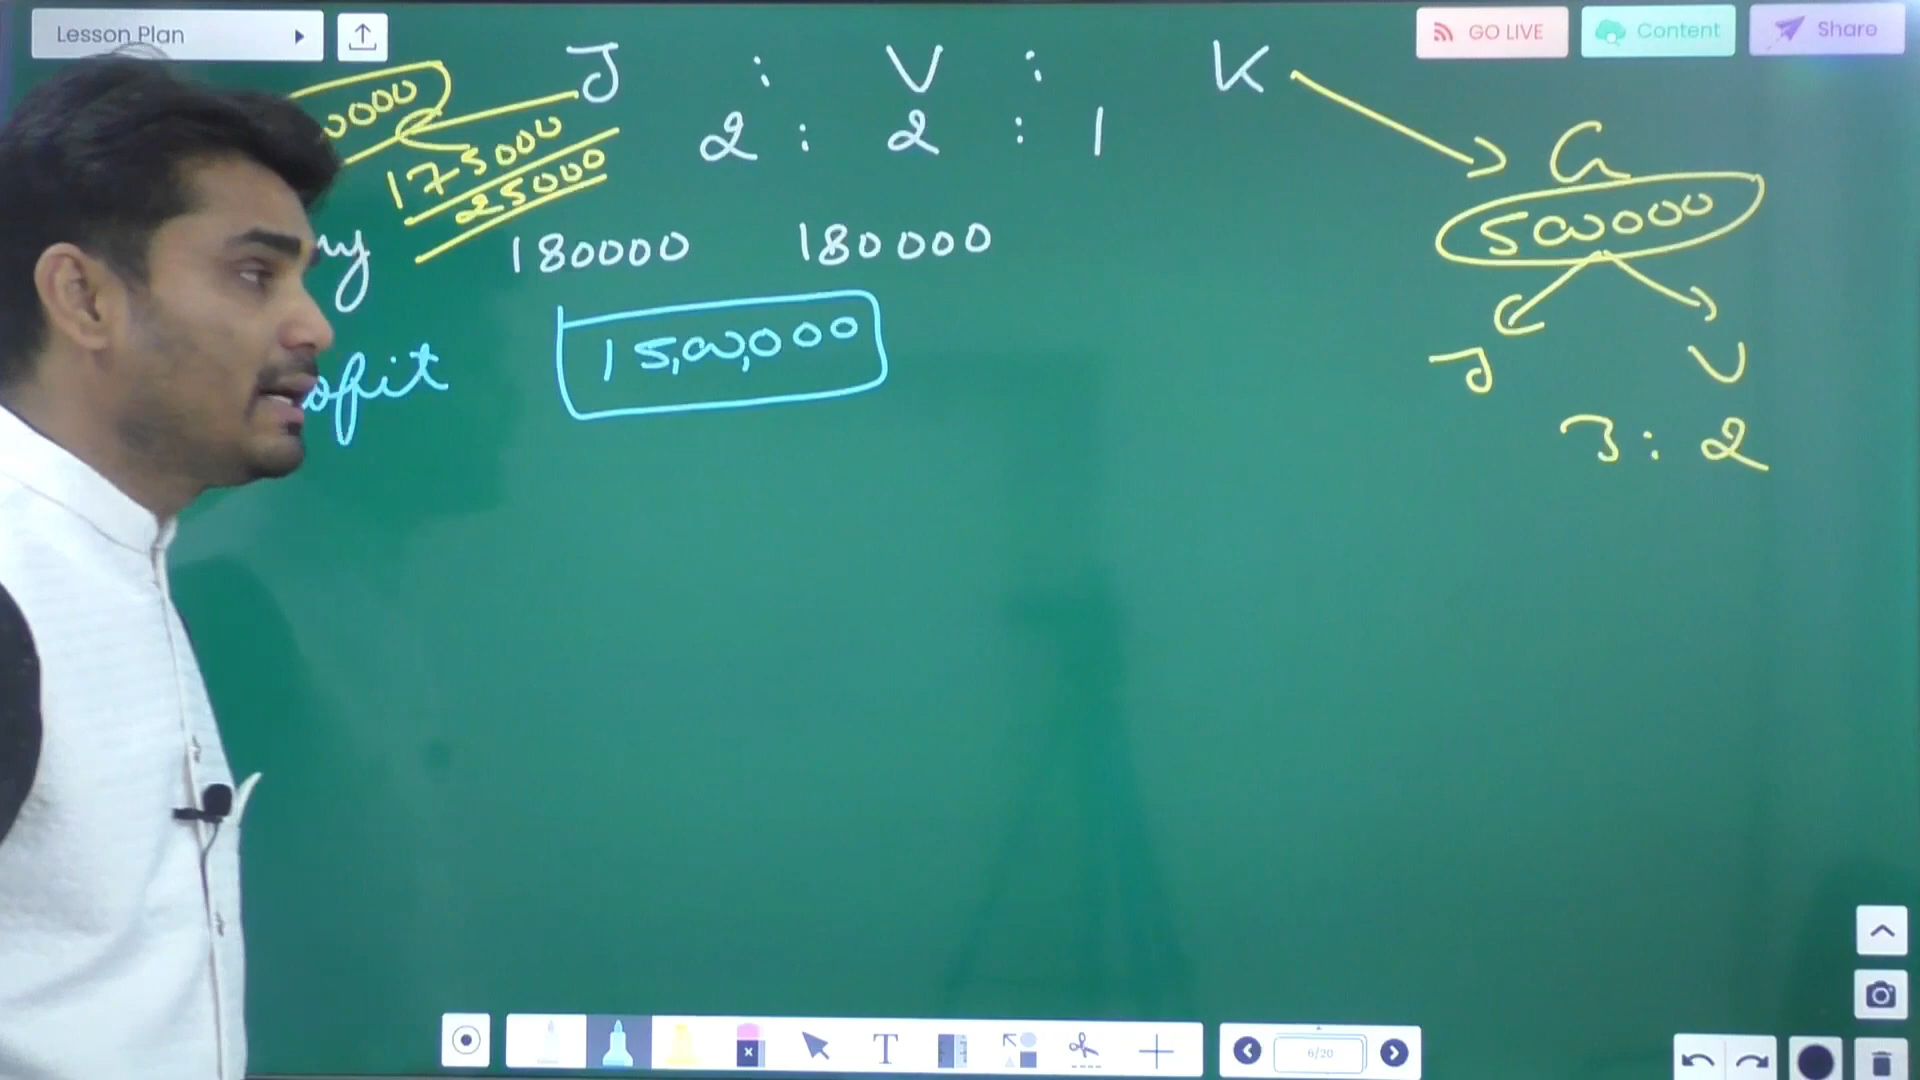 Lesson Plan
GO LIVE
Content
Share
J : V : K
2 : 2 : 1
0000
175000
25000
G
500000
180000 180000
15,00,000
J V
3 : 2
T
6/20